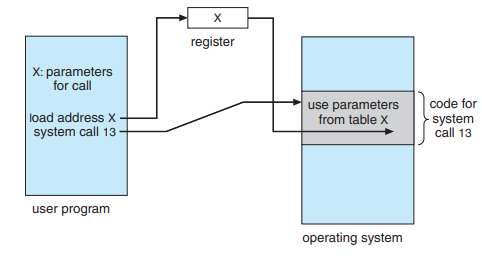 X
register
X: parameters
for call
load address X
system call 13
user program
use parameters
from table X
code for
system
call 13
operating system